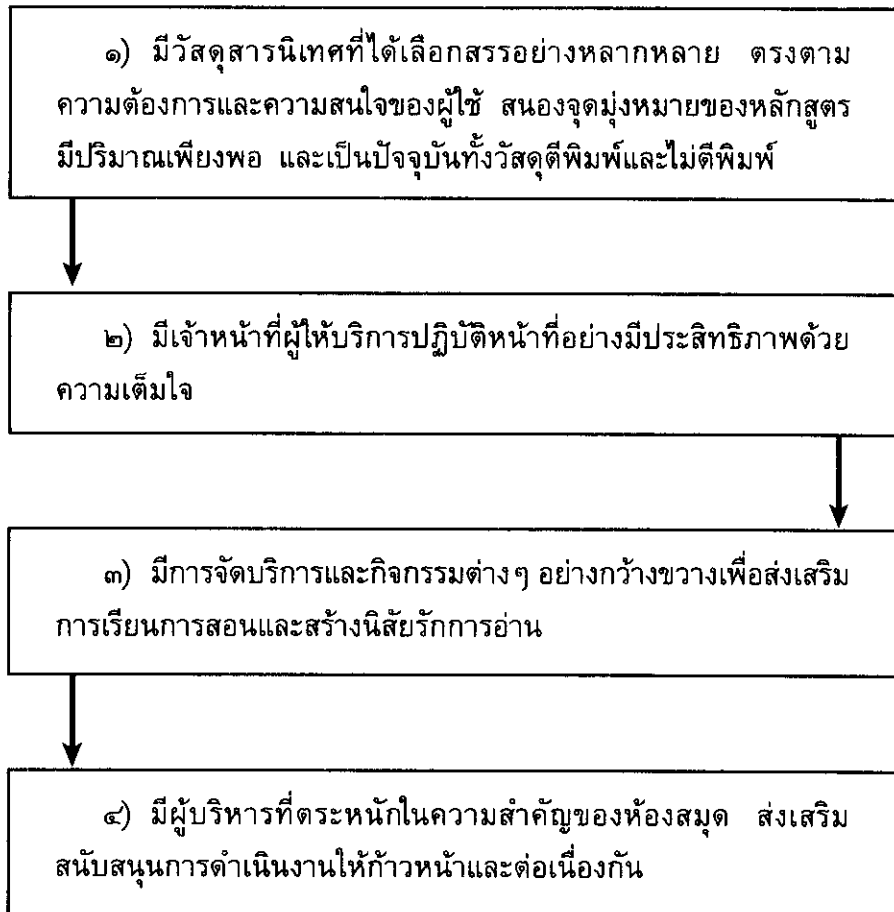 ๑) มีวัสดุสารนิเทศที่ได้เลือกสรรอย่างหลากหลาย ตรงตาม
ความต้องการและความสนใจของผู้ใช้ สนองจุดมุ่งหมายของหลักสูตร
มีปริมาณเพียงพอ และเป็นปัจจุบันทั้งวัสดุตีพิมพ์และไม่ตีพิมพ์
๒) มีเจ้าหน้าที่ผู้ให้บริการปฏิบัติหน้าที่อย่างมีประสิทธิภาพด้วย
ความเต็มใจ
๓) มีการจัดบริการและกิจกรรมต่างๆ อย่างกว้างขวางเพื่อส่งเสริม
การเรียนการสอนและสร้างนิสัยรักการอ่าน
๔) มีผู้บริหารที่ตระหนักในความสำคัญของห้องสมุด ส่งเสริม
สนับสนุนการดำเนินงานให้ก้าวหน้าและต่อเนื่องกัน